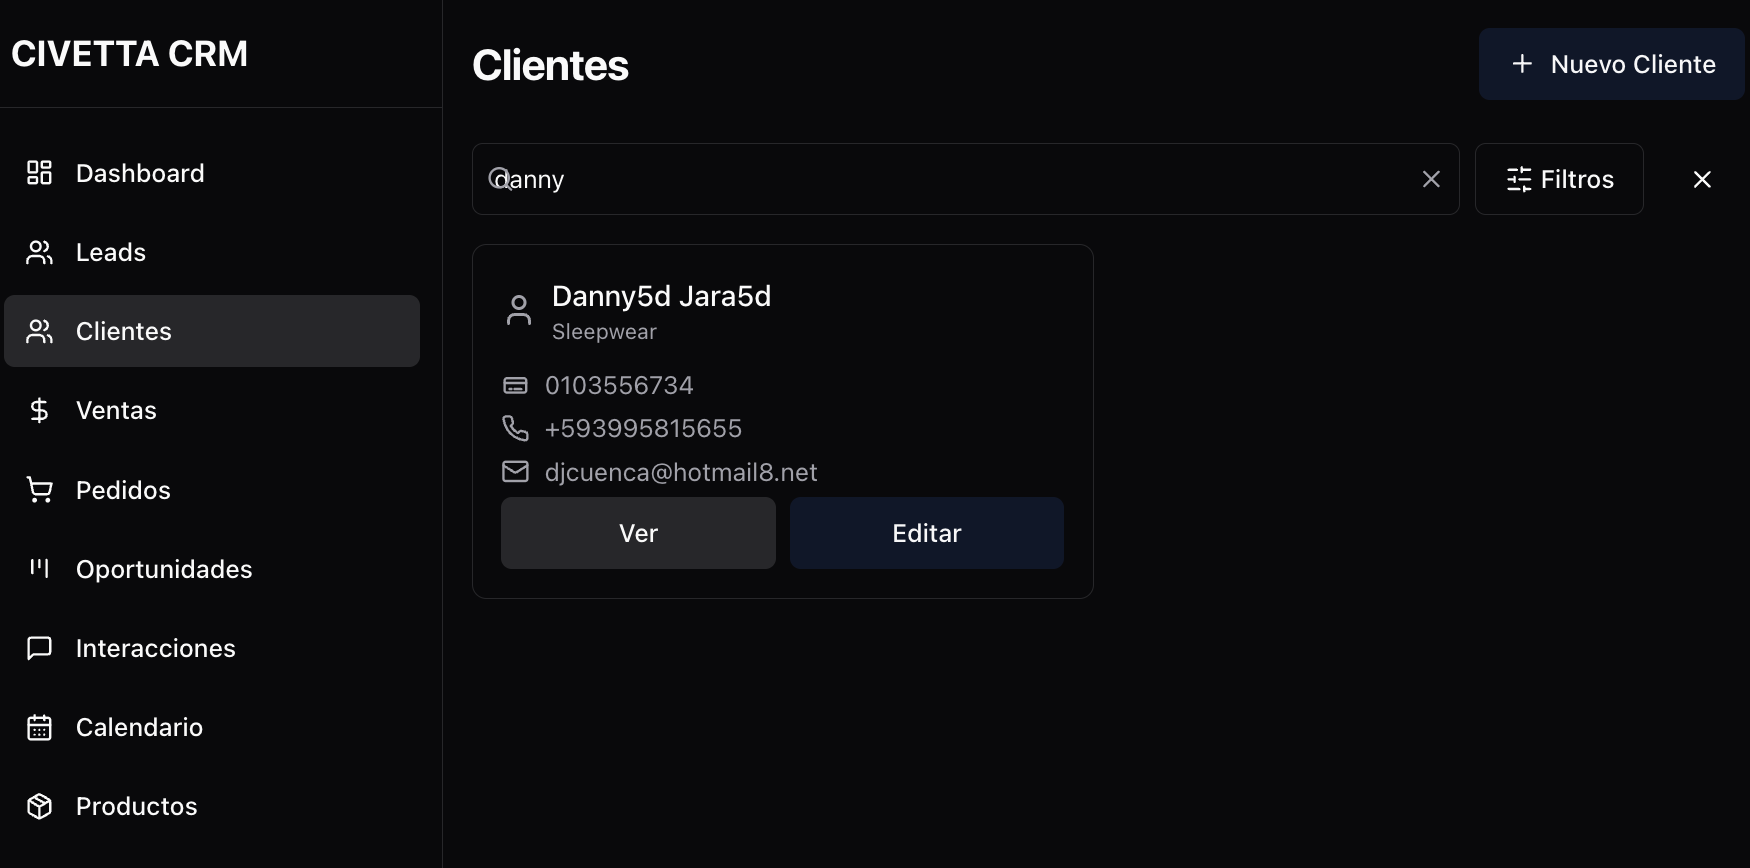 CIVETTA CRM
Dashboard
Leads
Clientes
Ventas
Pedidos
Oportunidades
Interacciones
Calendario
Productos
Clientes
Nuevo Cliente
danny
Filtros
Danny5d Jara5d
Sleepwear
0103556734
+593995815655
djcuenca@hotmail8.net
Ver
Editar